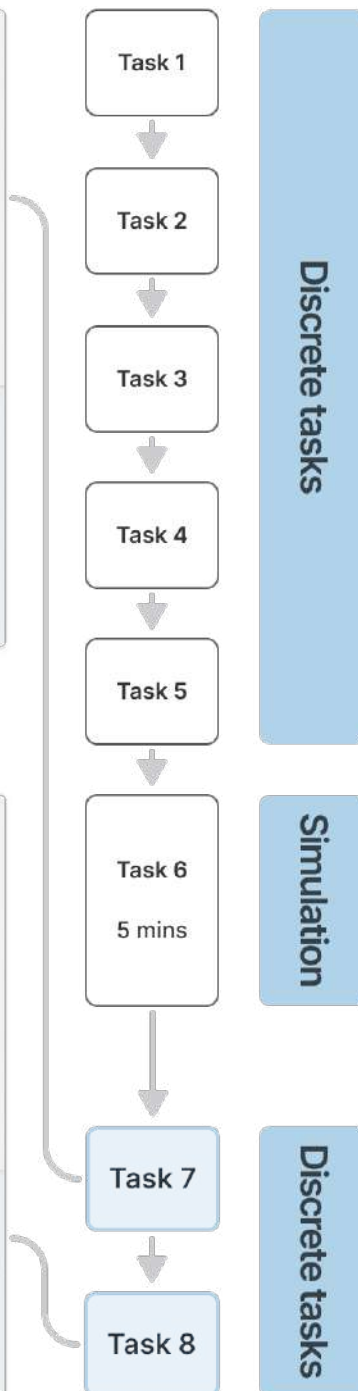 Task 1
Task 2
Task 3
Task 4
Task 5
Discrete tasks
Task 6
5 mins
Simulation
Task 7
Task 8
Discrete tasks